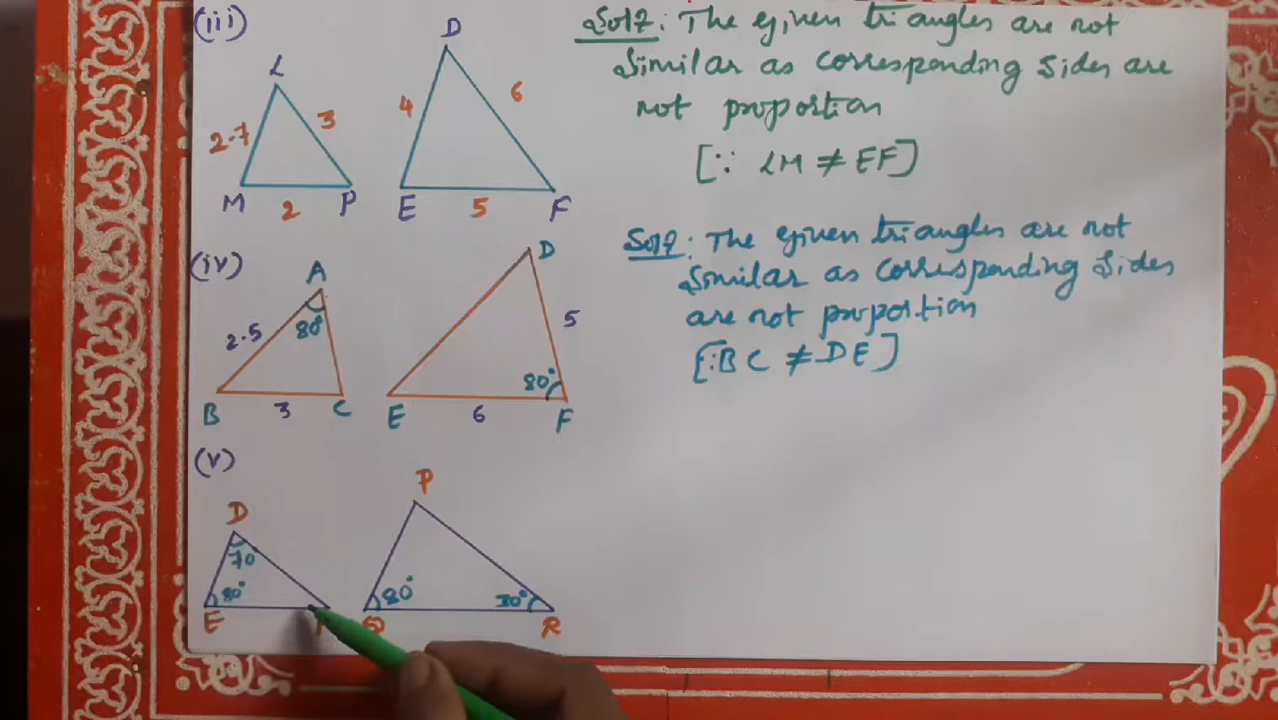 (iii)
L
2.7
3
M
2
P
D
4
6
E
5
F
Soln: The given triangles are not
Similar as corresponding sides are
not proportion
[∵ LM ≠ EF]
(iv)
A
80°
2.5
B
3
C
D
5
80°
E
6
F
Soln: The given triangles are not
Similar as corresponding Sides
are not proportion
[∵ BC ≠ DE]
(v)
D
70
80°
E
P
80°
30°
Q
R